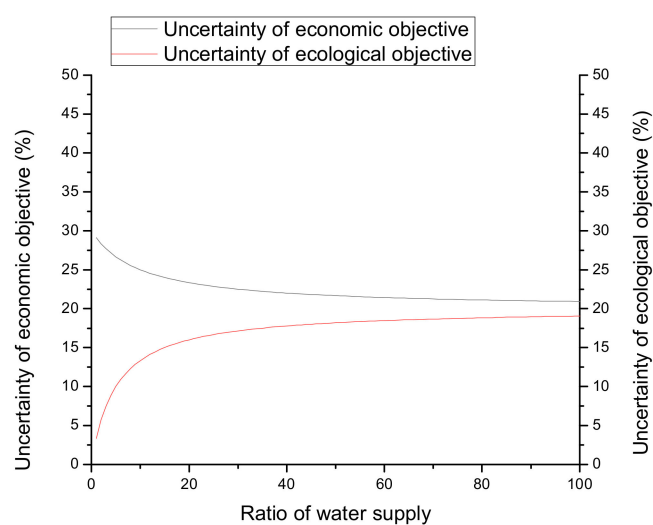 Uncertainty of economic objective
Uncertainty of ecological objective
50 50
45 45
40 40
35 35
30 30
25 25
20 20
15 15
10 10
5 5
0 0
0 20 40 60 80 100
Ratio of water supply
Uncertainty of economic objective (%)
Uncertainty of ecological objective (%)